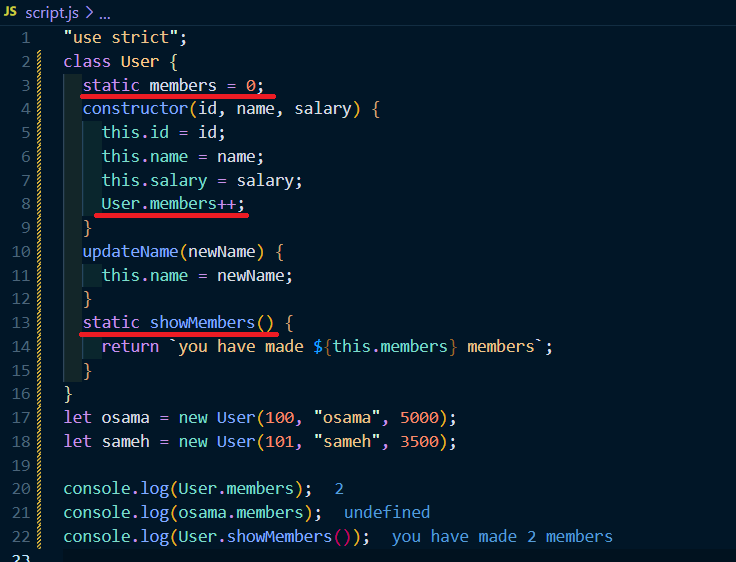 JS script.js > ...
1 "use strict";
2 class User {
3 static members = 0;
4 constructor(id, name, salary) {
5 this.id = id;
6 this.name = name;
7 this.salary = salary;
8 User.members++;
9 }
10 updateName(newName) {
11 this.name = newName;
12 }
13 static showMembers() {
14 return `you have made ${this.members} members`;
15 }
16 }
17 let osama = new User(100, "osama", 5000);
18 let sameh = new User(101, "sameh", 3500);
19
20 console.log(User.members); 2
21 console.log(osama.members); undefined
22 console.log(User.showMembers()); you have made 2 members
23